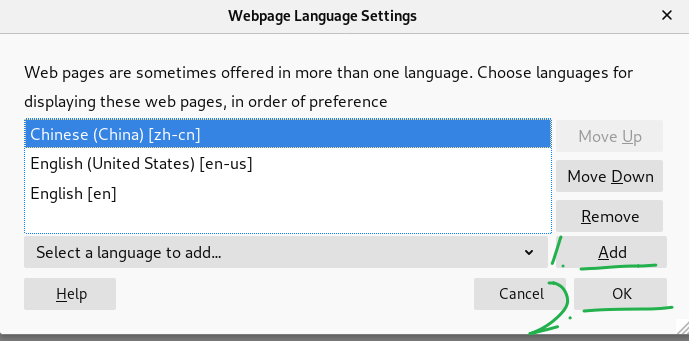 Webpage Language Settings
Web pages are sometimes offered in more than one language. Choose languages for
displaying these web pages, in order of preference
Chinese (China) [zh-cn]
Move Up
English (United States) [en-us]
Move Down
English [en]
Remove
Select a language to add...
1.
Add
Help
Cancel
2.
OK